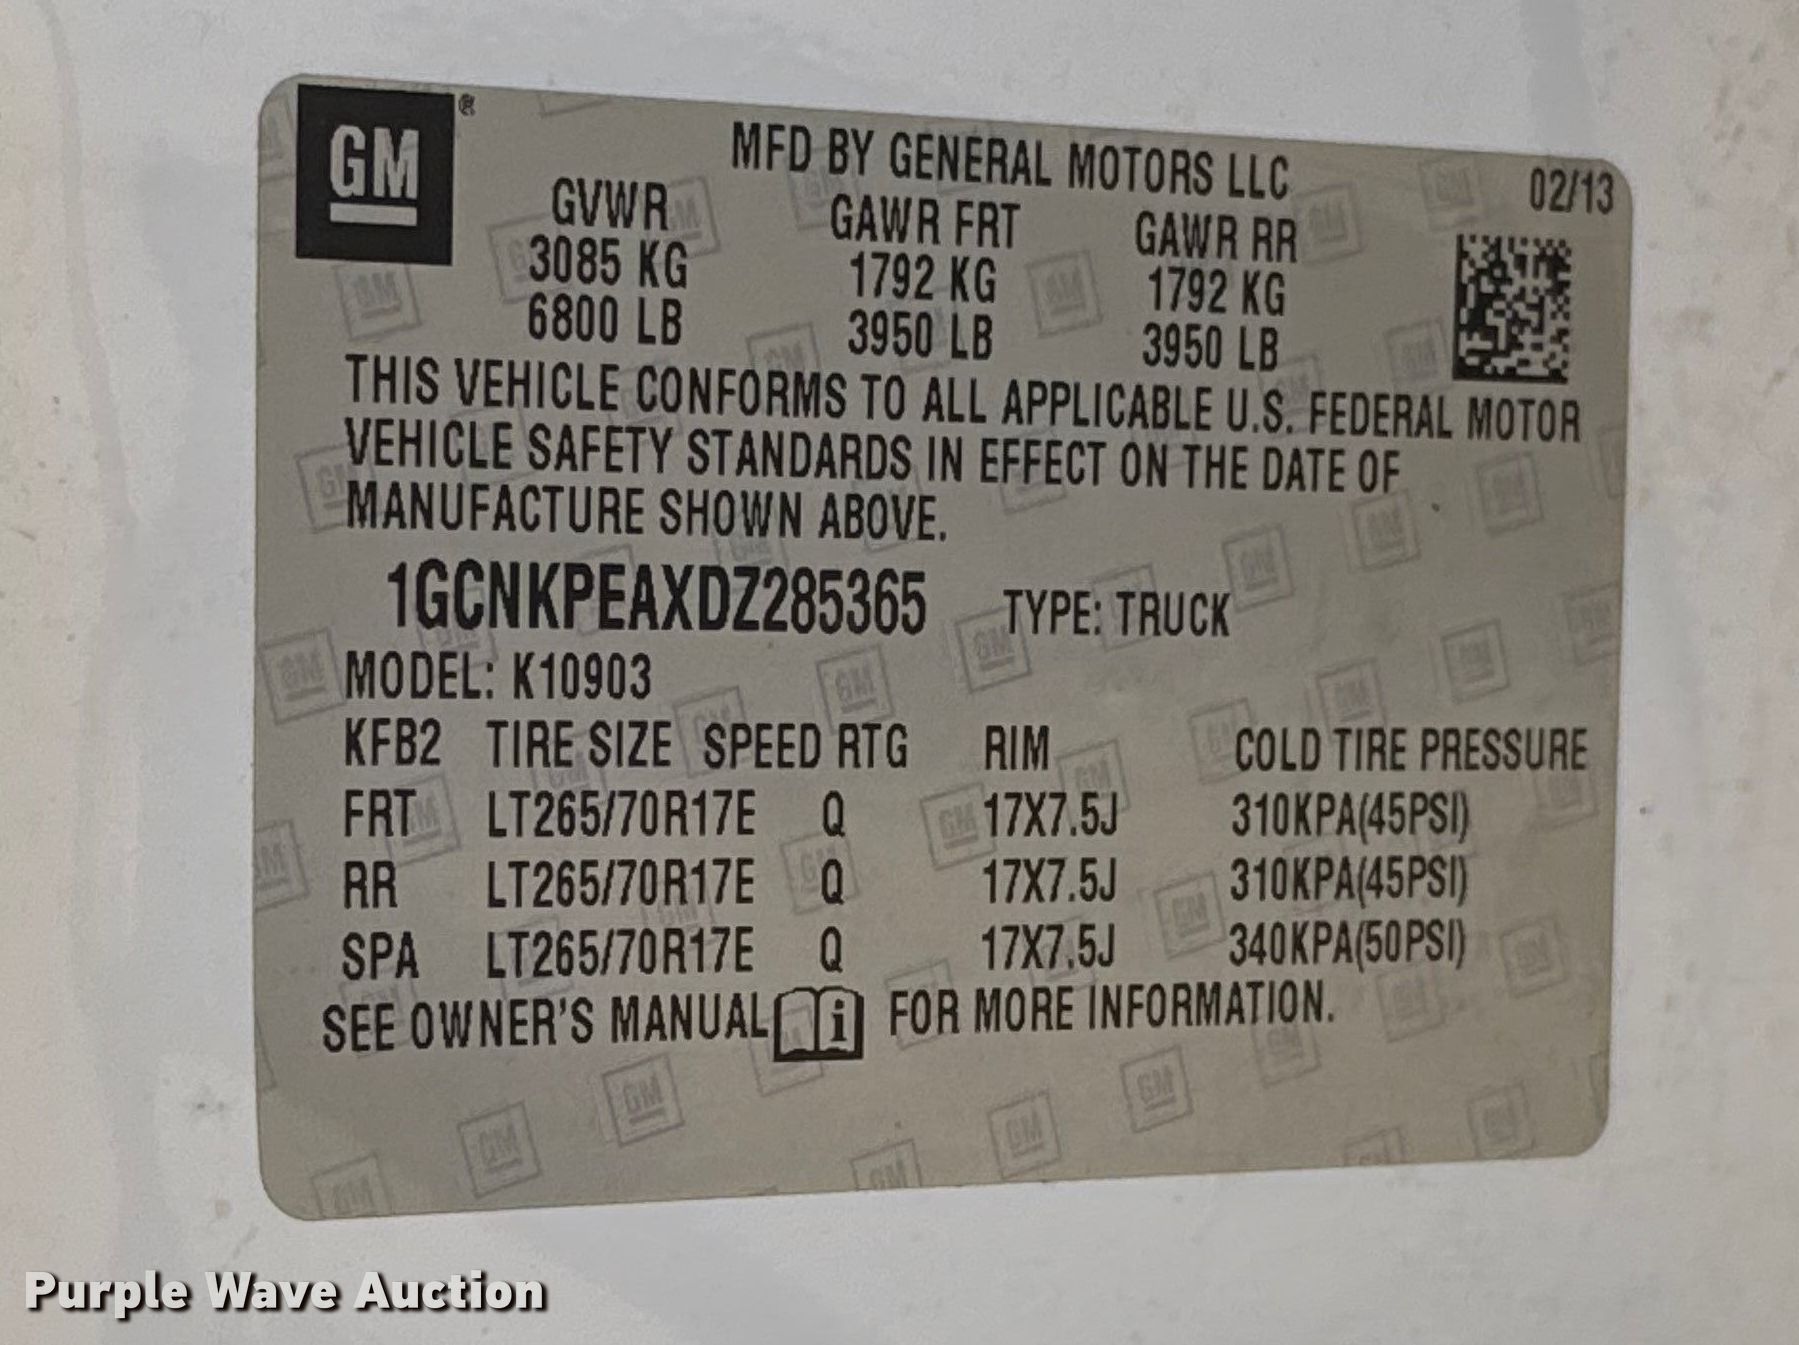 GM ®
MFD BY GENERAL MOTORS LLC 02/13
GVWR GAWR FRT GAWR RR
3085 KG 1792 KG 1792 KG
6800 LB 3950 LB 3950 LB
THIS VEHICLE CONFORMS TO ALL APPLICABLE U.S. FEDERAL MOTOR
VEHICLE SAFETY STANDARDS IN EFFECT ON THE DATE OF
MANUFACTURE SHOWN ABOVE.
1GCNKPEAXDZ285365 TYPE: TRUCK
MODEL: K10903
KFB2 TIRE SIZE SPEED RTG RIM COLD TIRE PRESSURE
FRT LT265/70R17E Q 17X7.5J 310KPA(45PSI)
RR LT265/70R17E Q 17X7.5J 310KPA(45PSI)
SPA LT265/70R17E Q 17X7.5J 340KPA(50PSI)
SEE OWNER'S MANUAL i FOR MORE INFORMATION.
Purple Wave Auction